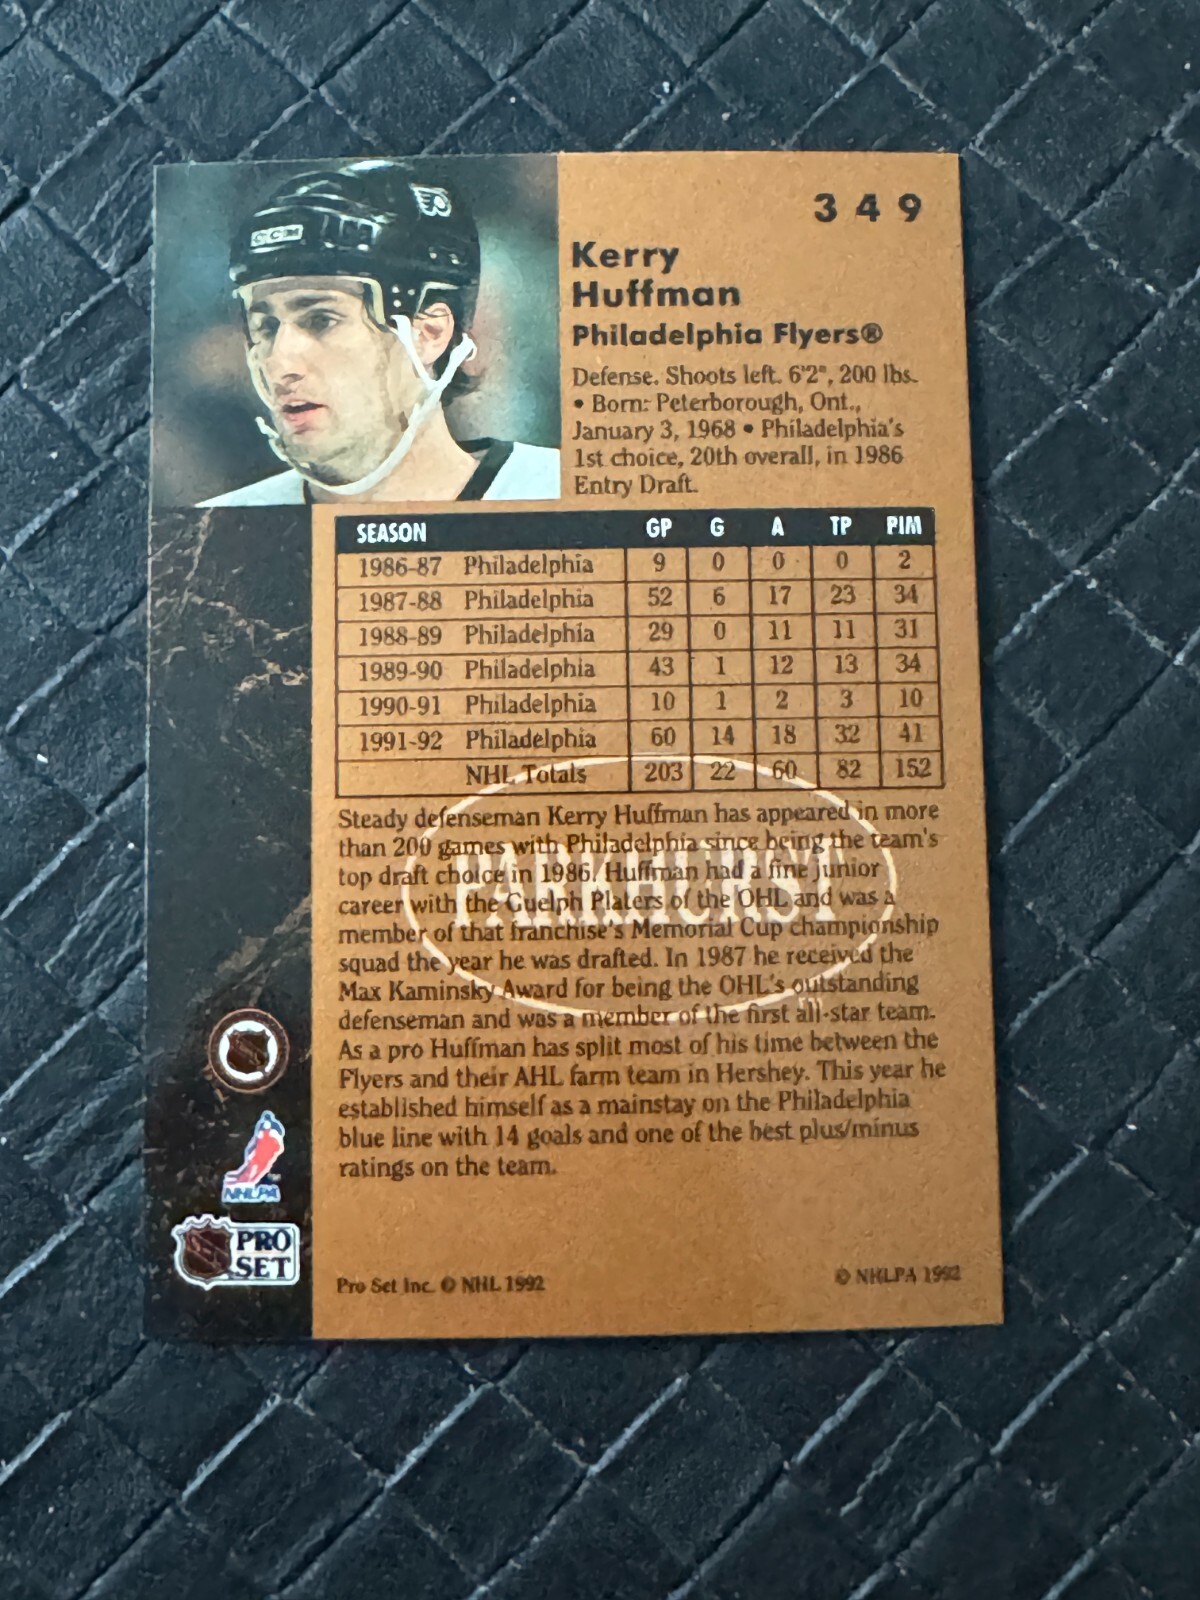 CCM
3 4 9
Kerry
Huffman
Philadelphia Flyers®
Defense. Shoots left. 6'2", 200 lbs.
• Born: Peterborough, Ont.,
January 3, 1968 • Philadelphia's
1st choice, 20th overall, in 1986
Entry Draft.
SEASON GP G A TP PIM
1986-87 Philadelphia 9 0 0 0 2
1987-88 Philadelphia 52 6 17 23 34
1988-89 Philadelphia 29 0 11 11 31
1989-90 Philadelphia 43 1 12 13 34
1990-91 Philadelphia 10 1 2 3 10
1991-92 Philadelphia 60 14 18 32 41
NHL Totals 203 22 60 82 152
Steady defenseman Kerry Huffman has appeared in more
than 200 games with Philadelphia since being the team's
top draft choice in 1986. Huffman had a fine junior
career with the Guelph Platers of the OHL and was a
member of that franchise's Memorial Cup championship
squad the year he was drafted. In 1987 he received the
Max Kaminsky Award for being the OHL's outstanding
defenseman and was a member of the first all-star team.
As a pro Huffman has split most of his time between the
Flyers and their AHL farm team in Hershey. This year he
established himself as a mainstay on the Philadelphia
blue line with 14 goals and one of the best plus/minus
ratings on the team.
PARKHURST
NHLPA
PRO
SET
Pro Set Inc. © NHL 1992
© NHLPA 1992